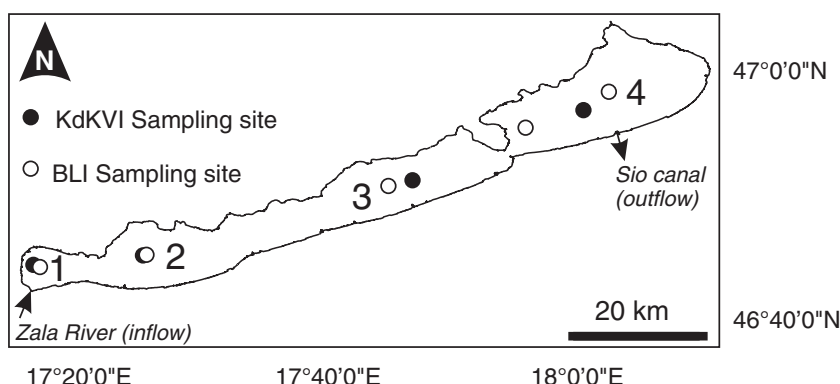 N
KdKVI Sampling site
BLI Sampling site
47°0'0"N
4
Sio canal
(outflow)
3
2
1
20 km
Zala River (inflow)
46°40'0"N
17°20'0"E
17°40'0"E
18°0'0"E